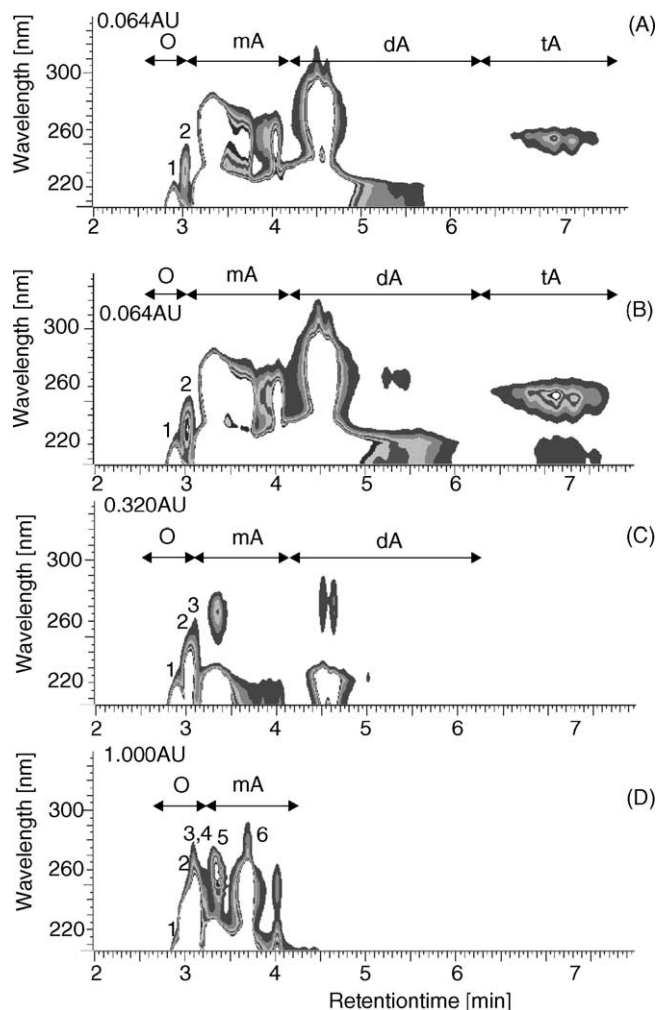 0.064AU
(A)
O mA dA tA
Wavelength [nm]
300
260
220
1 2
2 3 4 5 6 7
0.064AU
(B)
O mA dA tA
Wavelength [nm]
300
260
220
1 2
2 3 4 5 6 7
0.320AU
(C)
O mA dA
Wavelength [nm]
300
260
220
1 2 3
2 3 4 5 6 7
1.000AU
(D)
O mA
Wavelength [nm]
300
260
220
1 2 3,4 5 6
2 3 4 5 6 7
Retentiontime [min]